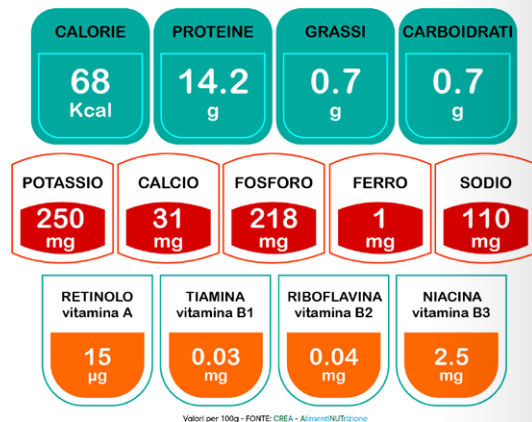 CALORIE PROTEINE GRASSI CARBOIDRATI
68 14.2 0.7 0.7
Kcal g g g
POTASSIO CALCIO FOSFORO FERRO SODIO
250 31 218 1 110
mg mg mg mg mg
RETINOLO TIAMINA RIBOFLAVINA NIACINA
vitamina A vitamina B1 vitamina B2 vitamina B3
15 0.03 0.04 2.5
µg mg mg mg
Valori per 100g - FONTE: CREA - AlimentiNUTrizione